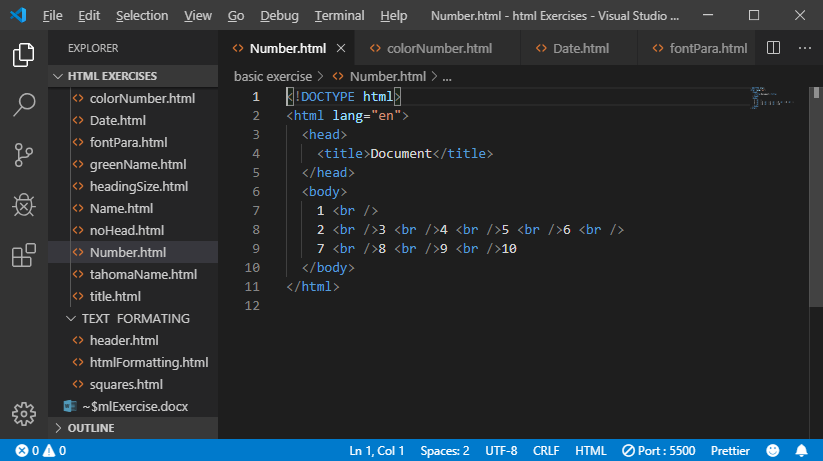 File Edit Selection View Go Debug Terminal Help Number.html - html Exercises - Visual Studio ...
EXPLORER
HTML EXERCISES
colorNumber.html
Date.html
fontPara.html
greenName.html
headingSize.html
Name.html
noHead.html
Number.html
tahomaName.html
title.html
TEXT FORMATING
header.html
htmlFormatting.html
squares.html
~$mlExercise.docx
OUTLINE
Number.html colorNumber.html Date.html fontPara.html
basic exercise > Number.html > ...
1 <!DOCTYPE html>
2 <html lang="en">
3 <head>
4 <title>Document</title>
5 </head>
6 <body>
7 1 <br />
8 2 <br />3 <br />4 <br />5 <br />6 <br />
9 7 <br />8 <br />9 <br />10
10 </body>
11 </html>
12
0 0 Ln 1, Col 1 Spaces: 2 UTF-8 CRLF HTML Port : 5500 Prettier